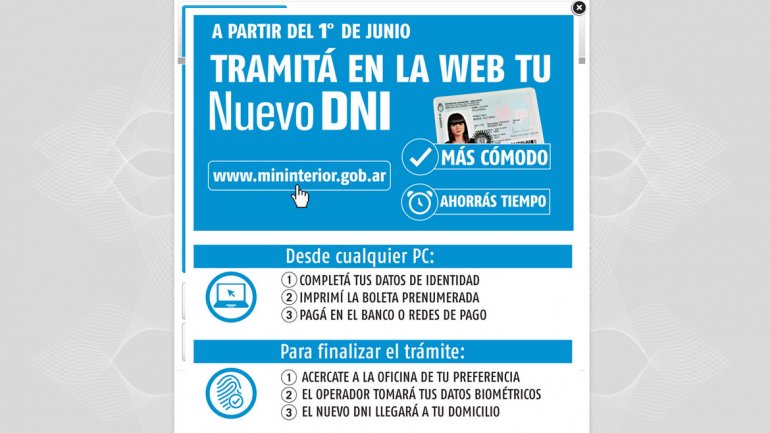 A PARTIR DEL 1° DE JUNIO
TRAMITÁ EN LA WEB TU
Nuevo DNI
MÁS CÓMODO
www.mininterior.gob.ar
AHORRÁS TIEMPO
Desde cualquier PC:
1 COMPLETÁ TUS DATOS DE IDENTIDAD
2 IMPRIMÍ LA BOLETA PRENUMERADA
3 PAGÁ EN EL BANCO O REDES DE PAGO
Para finalizar el trámite:
1 ACERCATE A LA OFICINA DE TU PREFERENCIA
2 EL OPERADOR TOMARÁ TUS DATOS BIOMÉTRICOS
3 EL NUEVO DNI LLEGARÁ A TU DOMICILIO